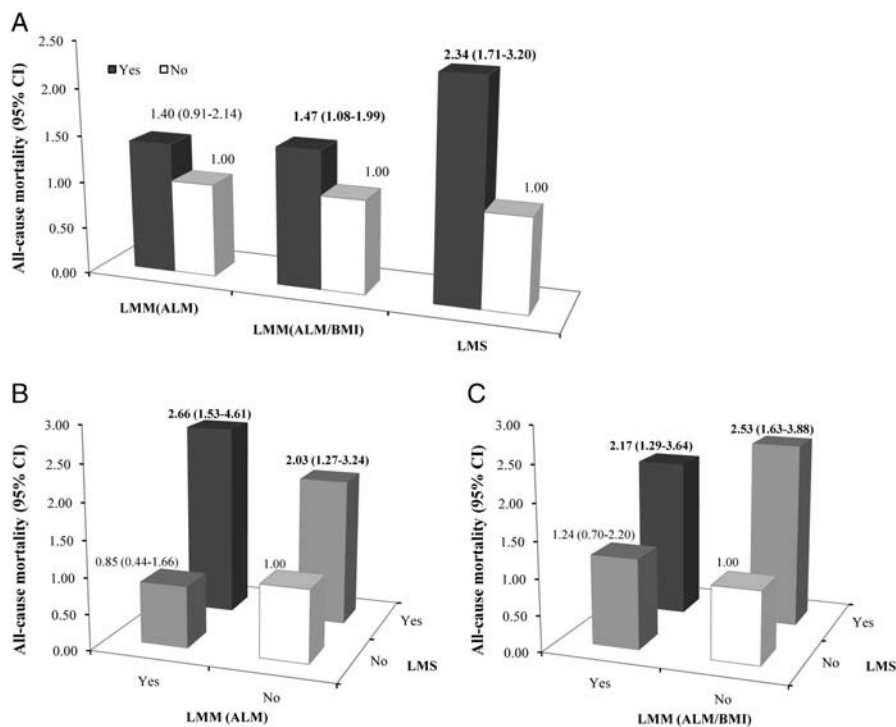 A
2.50
2.00
1.50
1.00
0.50
0.00
All-cause mortality (95% CI)
Yes No
1.40 (0.91-2.14)
1.00
1.47 (1.08-1.99)
1.00
2.34 (1.71-3.20)
1.00
LMM(ALM)
LMM(ALM/BMI)
LMS
B
3.00
2.50
2.00
1.50
1.00
0.50
0.00
All-cause mortality (95% CI)
2.66 (1.53-4.61)
2.03 (1.27-3.24)
0.85 (0.44-1.66)
1.00
Yes
No
LMS
Yes
No
LMM (ALM)
C
3.00
2.50
2.00
1.50
1.00
0.50
0.00
All-cause mortality (95% CI)
2.17 (1.29-3.64)
2.53 (1.63-3.88)
1.24 (0.70-2.20)
1.00
Yes
No
LMS
Yes
No
LMM (ALM/BMI)